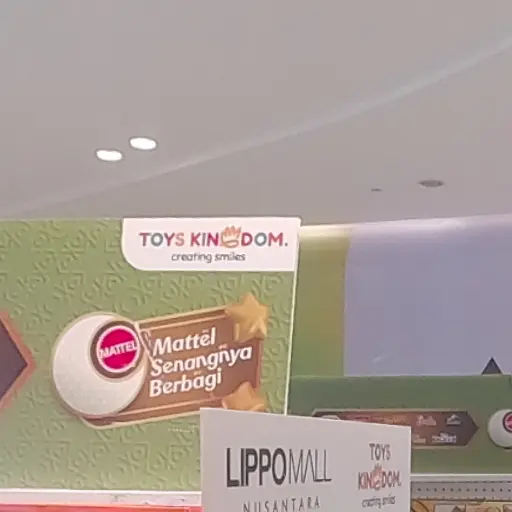 TOYS KINGDOM.
creating smiles
MATTEL
Mattel
Senangnya
Berbagi
LIPPO MALL
NUSANTARA
TOYS
KINGDOM.
creating smiles